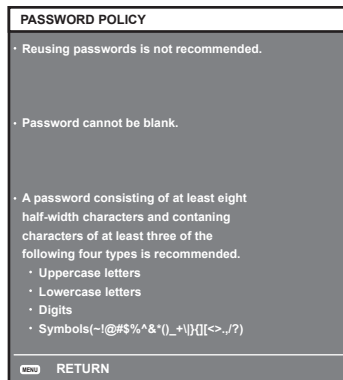 PASSWORD POLICY
・Reusing passwords is not recommended.
・Password cannot be blank.
・A password consisting of at least eight
half-width characters and contaning
characters of at least three of the
following four types is recommended.
・Uppercase letters
・Lowercase letters
・Digits
・Symbols(~!@#$%^&*()_+\|}{][<>.,/?)
MENU RETURN